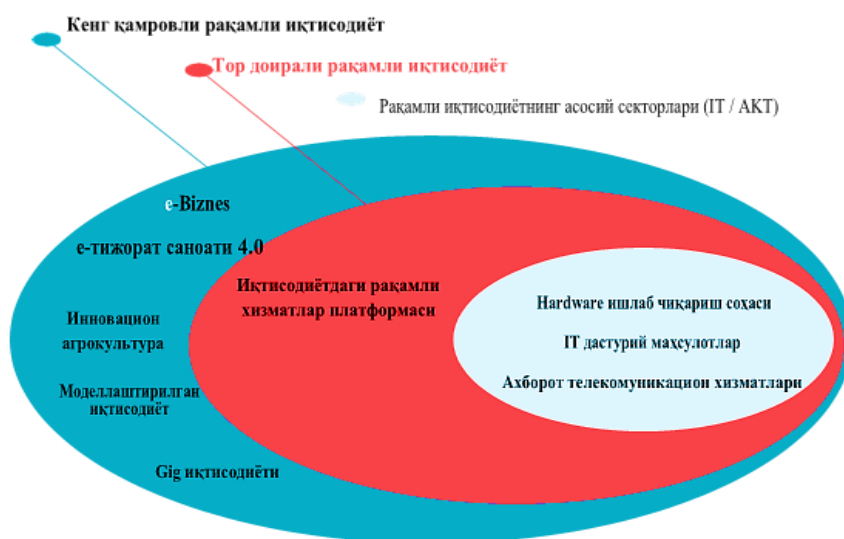 Кенг қамровли рақамли иқтисодиёт
Тор доирали рақамли иқтисодиёт
Рақамли иқтисодиётнинг асосий секторлари (IT / AKT)
e-Biznes
е-тижорат саноати 4.0
Иқтисодиётдаги рақамли
хизматлар платформаси
Инновацион
агрокультура
Моделлаштирилган
иқтисодиёт
Gig иқтисодиёти
Hardware ишлаб чиқариш соҳаси
IT дастурий маҳсулотлар
Ахборот телекомуникацион хизматлари